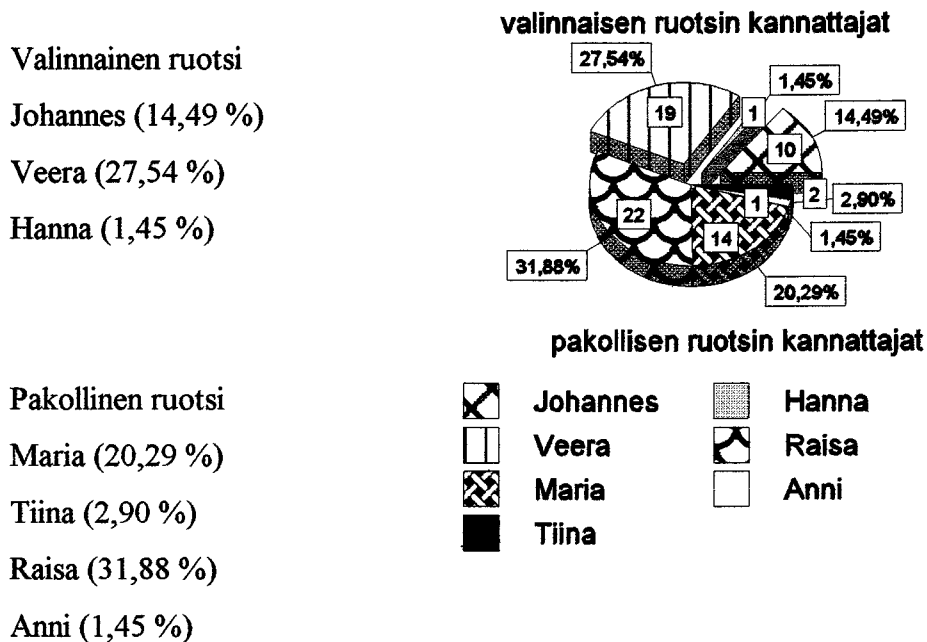 Valinnainen ruotsi
Johannes (14,49 %)
Veera (27,54 %)
Hanna (1,45 %)
Pakollinen ruotsi
Maria (20,29 %)
Tiina (2,90 %)
Raisa (31,88 %)
Anni (1,45 %)
valinnaisen ruotsin kannattajat
27,54%
1,45%
19
1
14,49%
10
2
2,90%
1
22
14
1,45%
31,88%
20,29%
pakollisen ruotsin kannattajat
Johannes Hanna
Veera Raisa
Maria Anni
Tiina